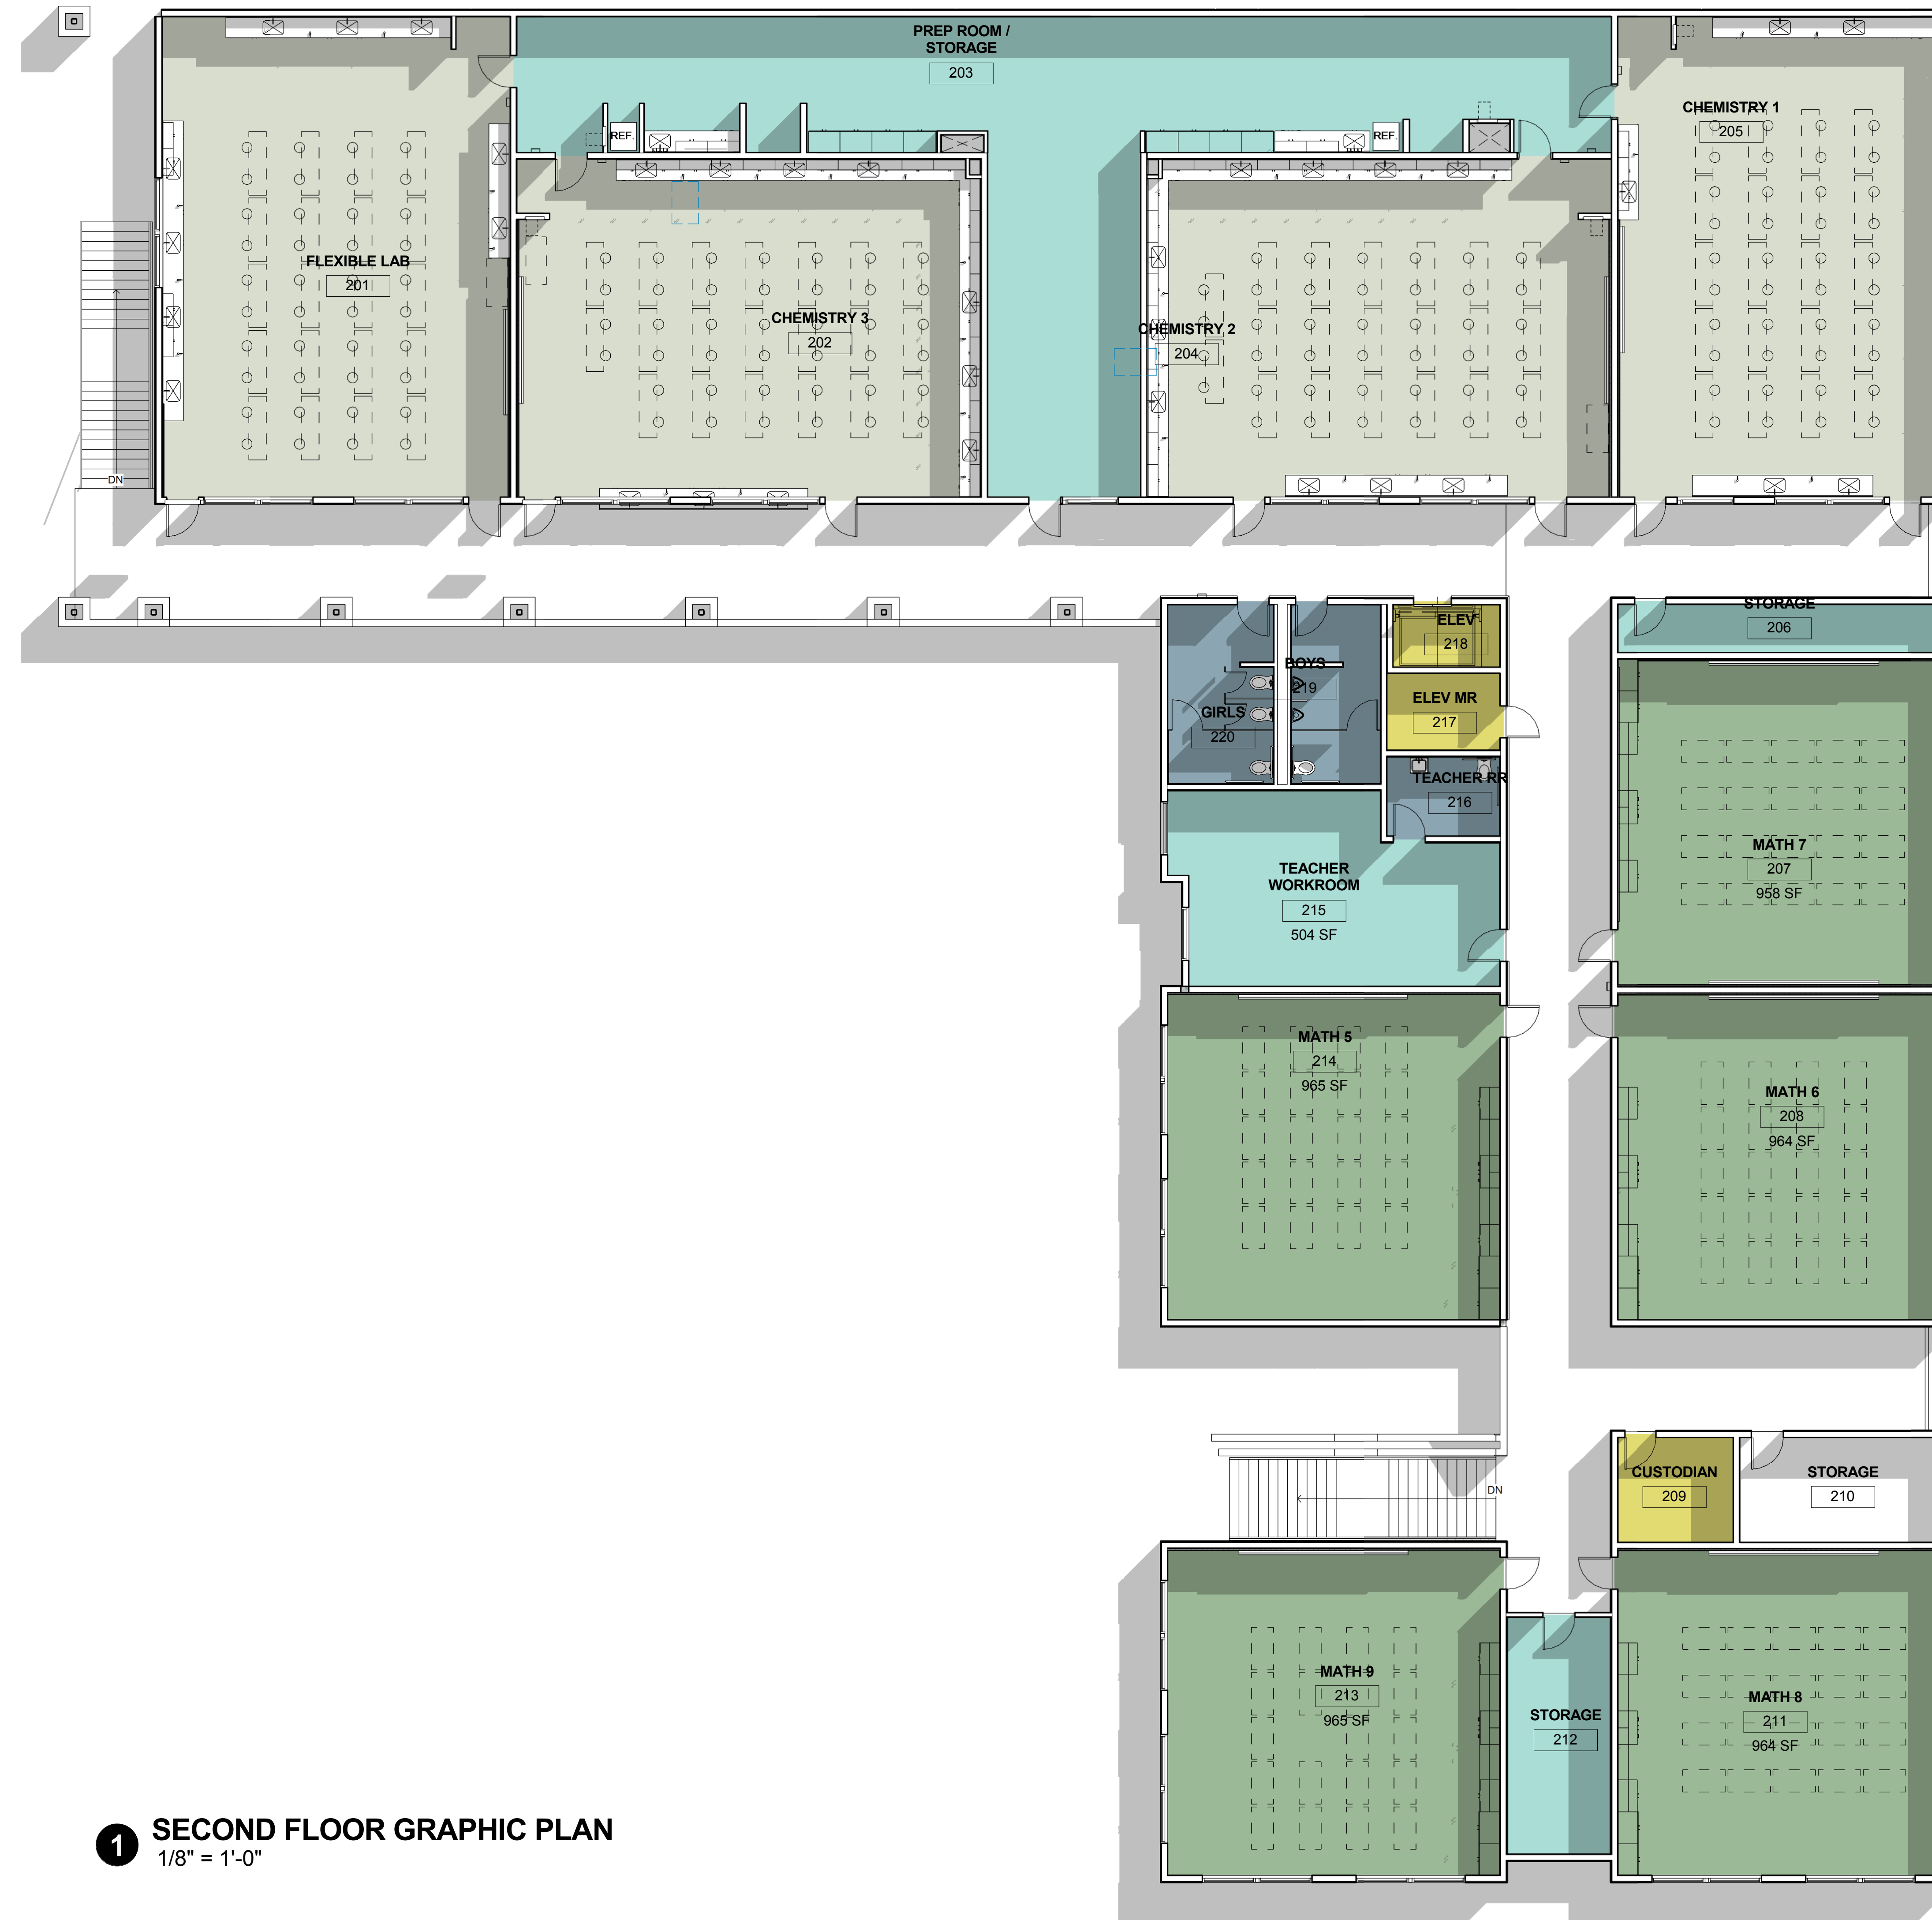 PREP ROOM /
STORAGE
203
CHEMISTRY 1
205
REF.
REF.
FLEXIBLE LAB
201
CHEMISTRY 3
202
CHEMISTRY 2
204
DN
STORAGE
206
ELEV
218
BOYS
219
ELEV MR
217
GIRLS
220
TEACHER RR
216
MATH 7
207
958 SF
TEACHER
WORKROOM
215
504 SF
MATH 5
214
965 SF
MATH 6
208
964 SF
CUSTODIAN
209
STORAGE
210
DN
MATH 9
213
965 SF
STORAGE
212
MATH 8
211
964 SF
1
SECOND FLOOR GRAPHIC PLAN
1/8" = 1'-0"